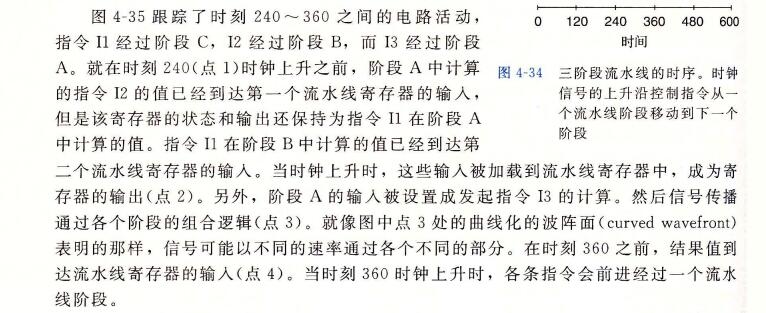 图 4-35 跟踪了时刻 240～360 之间的电路活动，
指令 I1 经过阶段 C，I2 经过阶段 B，而 I3 经过阶段
A。就在时刻 240(点 1)时钟上升之前，阶段 A 中计算
的指令 I2 的值已经到达第一个流水线寄存器的输入，
但是该寄存器的状态和输出还保持为指令 I1 在阶段 A
中计算的值。指令 I1 在阶段 B 中计算的值已经到达第
二个流水线寄存器的输入。当时钟上升时，这些输入被加载到流水线寄存器中，成为寄
存器的输出(点 2)。另外，阶段 A 的输入被设置成发起指令 I3 的计算。然后信号传播
通过各个阶段的组合逻辑(点 3)。就像图中点 3 处的曲线化的波阵面(curved wavefront)
表明的那样，信号可能以不同的速率通过各个不同的部分。在时刻 360 之前，结果值到
达流水线寄存器的输入(点 4)。当时刻 360 时钟上升时，各条指令会前进经过一个流水
线阶段。
0 120 240 360 480 600
时间
图 4-34 三阶段流水线的时序。时钟
信号的上升沿控制指令从一
个流水线阶段移动到下一个
阶段